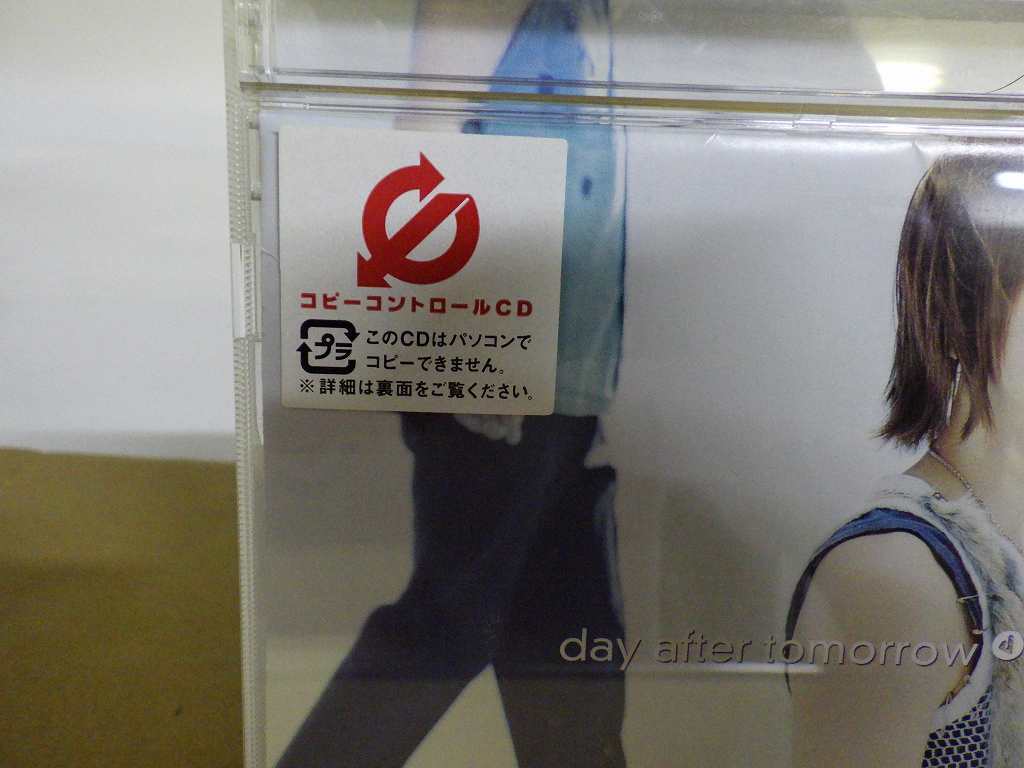 コピーコントロールCD
プラ
このCDはパソコンで
コピーできません。
※詳細は裏面をご覧ください。
day after tomorrow
d